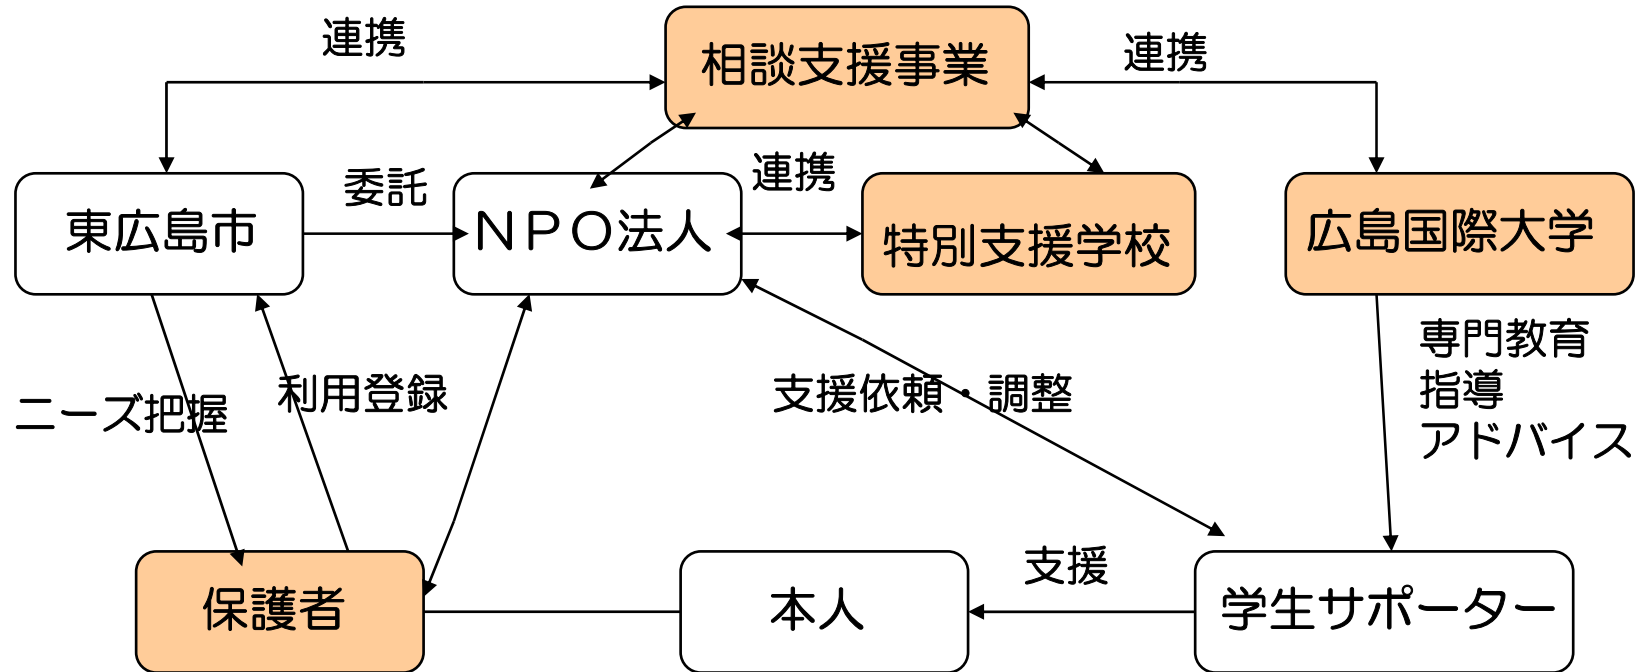 連携
相談支援事業
連携
東広島市
委託
ＮＰＯ法人
連携
特別支援学校
広島国際大学
ニーズ把握
利用登録
支援依頼・調整
専門教育
指導
アドバイス
保護者
本人
支援
学生サポーター